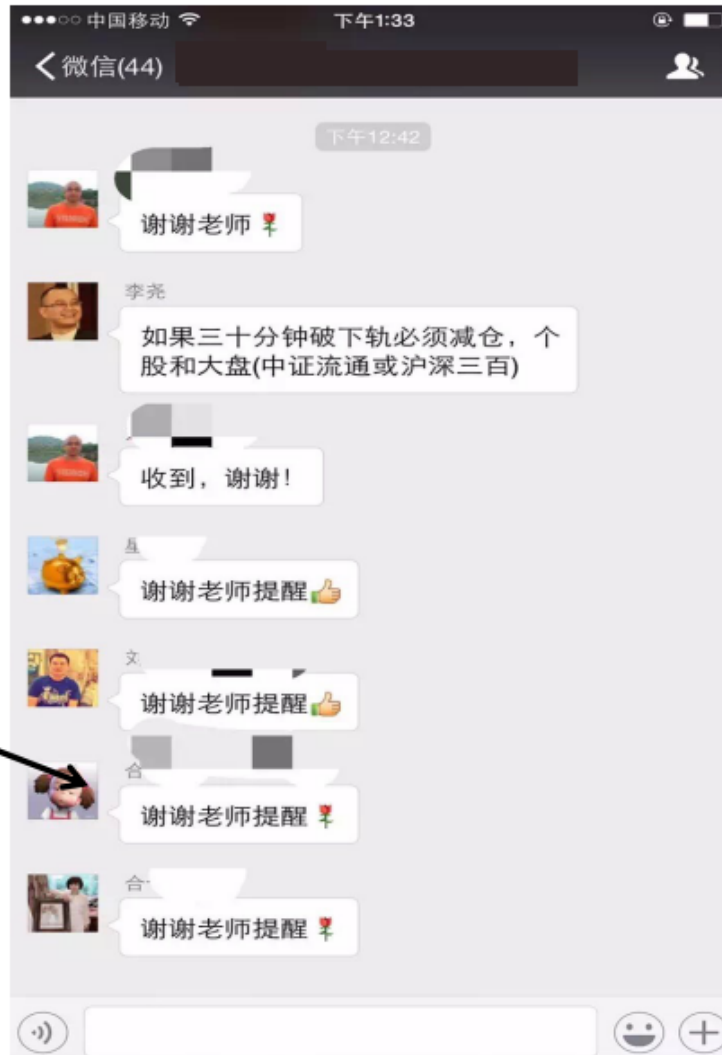 中国移动
下午1:33
微信(44)
下午12:42
谢谢老师
李尧
如果三十分钟破下轨必须减仓，个
股和大盘(中证流通或沪深三百)
收到，谢谢！
星
谢谢老师提醒
文
谢谢老师提醒
合
谢谢老师提醒
合一
谢谢老师提醒